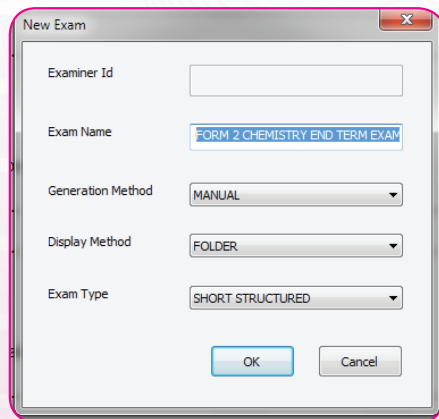 New Exam
Examiner Id
Exam Name FORM 2 CHEMISTRY END TERM EXAM
Generation Method MANUAL
Display Method FOLDER
Exam Type SHORT STRUCTURED
OK Cancel